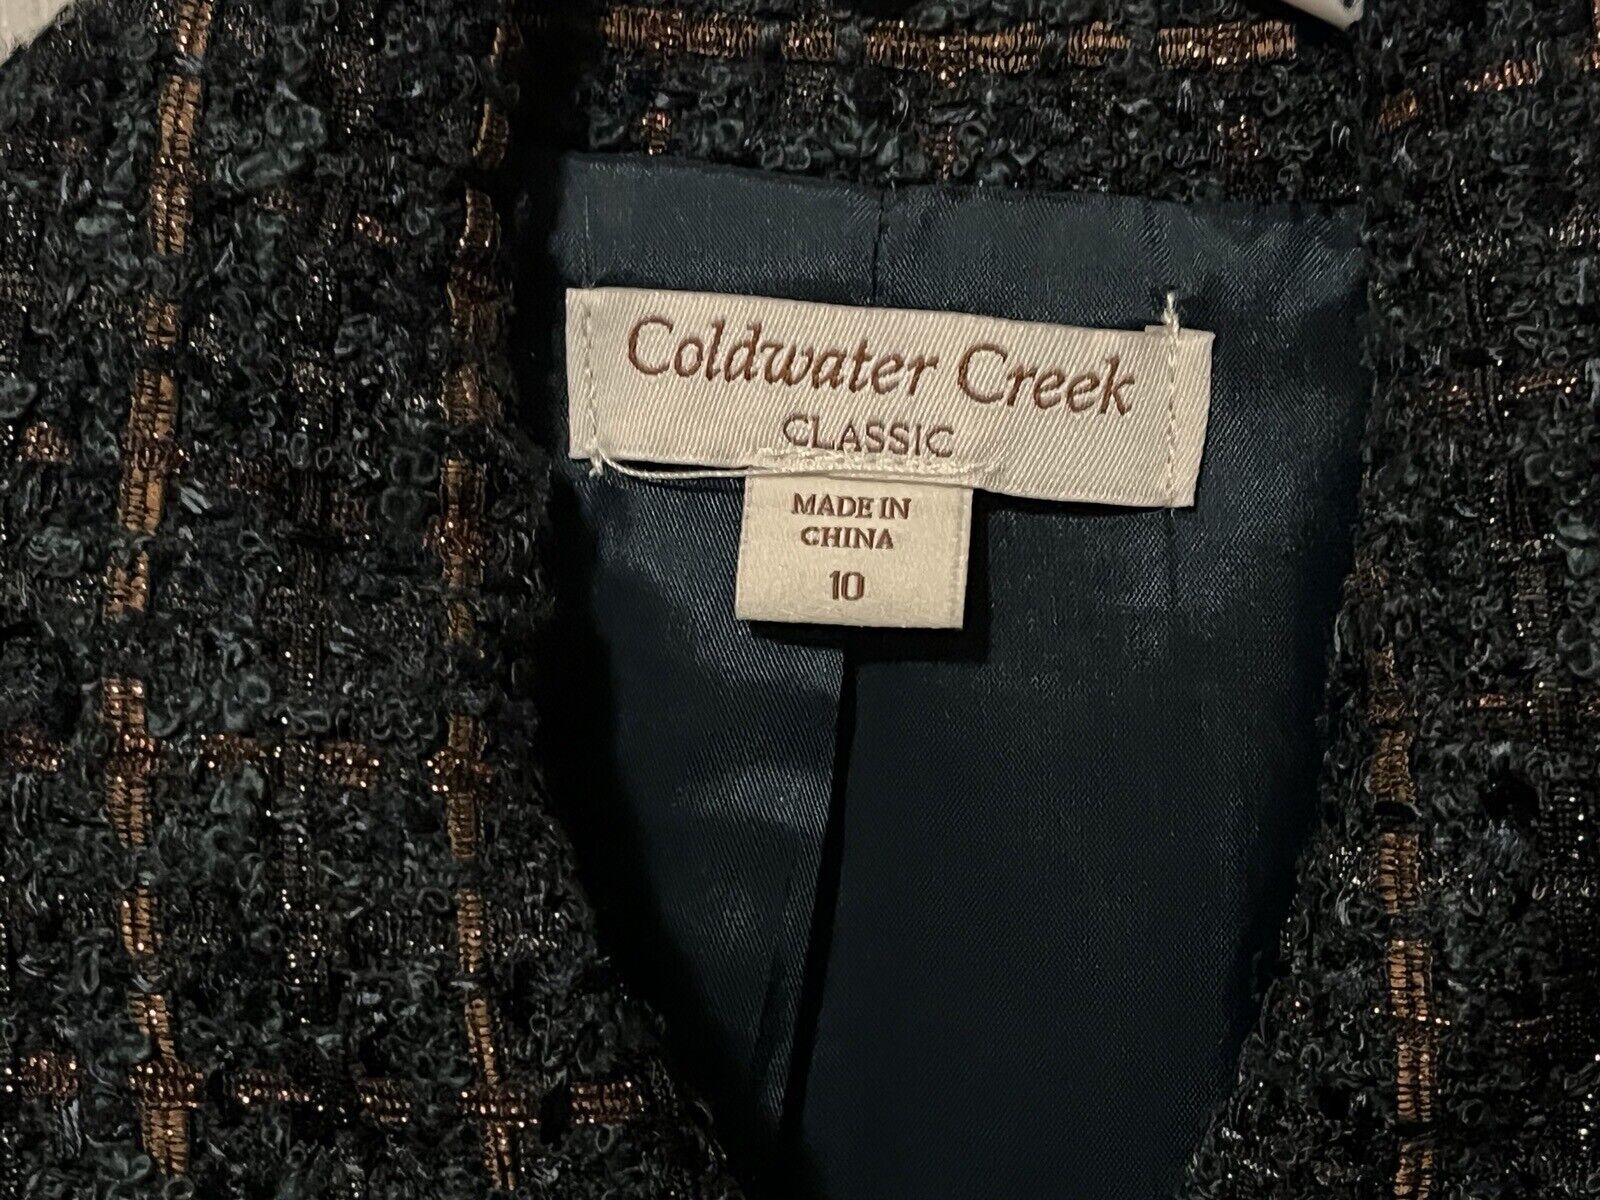 Coldwater Creek
CLASSIC
MADE IN
CHINA
10